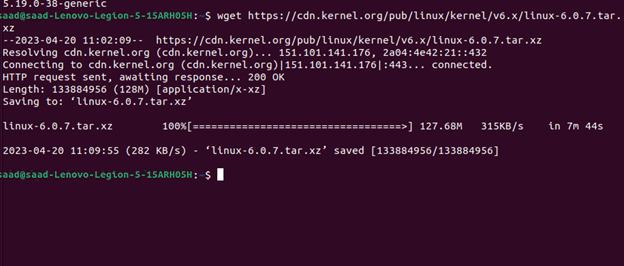 5.19.0-38-generic
saad@saad-Lenovo-Legion-5-15ARH05H:~$ wget https://cdn.kernel.org/pub/linux/kernel/v6.x/linux-6.0.7.tar.
xz
--2023-04-20 11:02:09--  https://cdn.kernel.org/pub/linux/kernel/v6.x/linux-6.0.7.tar.xz
Resolving cdn.kernel.org (cdn.kernel.org)... 151.101.141.176, 2a04:4e42:21::432
Connecting to cdn.kernel.org (cdn.kernel.org)|151.101.141.176|:443... connected.
HTTP request sent, awaiting response... 200 OK
Length: 133884956 (128M) [application/x-xz]
Saving to: ‘linux-6.0.7.tar.xz’
linux-6.0.7.tar.xz        100%[==================================>] 127.68M   315KB/s    in 7m 44s
2023-04-20 11:09:55 (282 KB/s) - ‘linux-6.0.7.tar.xz’ saved [133884956/133884956]
saad@saad-Lenovo-Legion-5-15ARH05H:~$